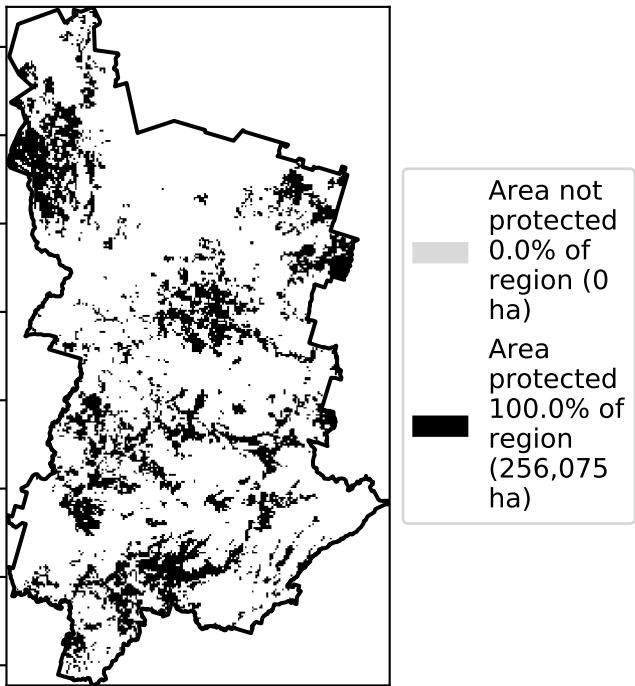 Area not
protected
0.0% of
region (0
ha)
Area
protected
100.0% of
region
(256,075
ha)